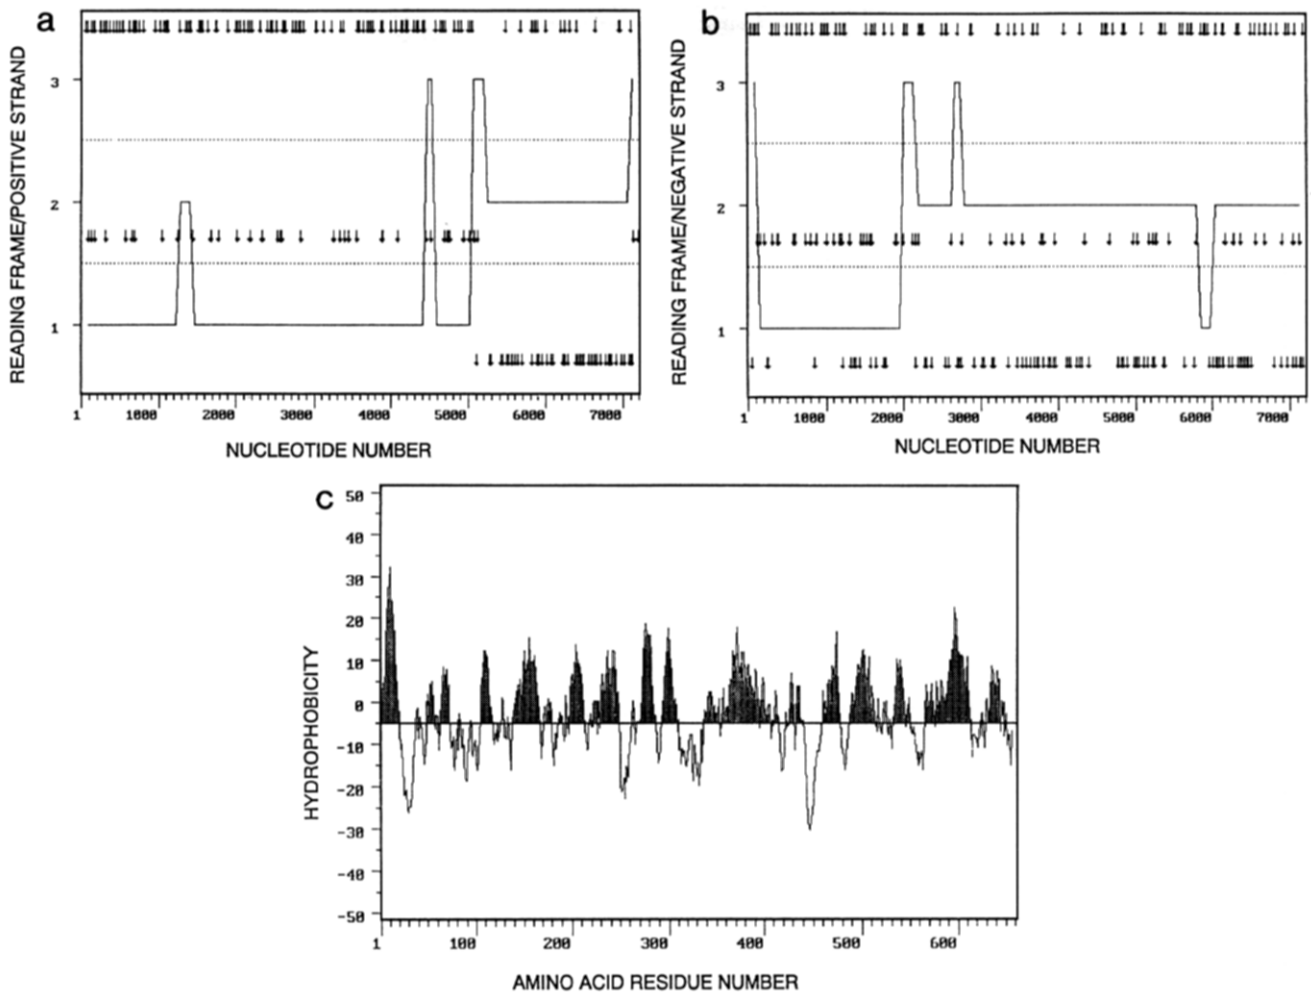 a
READING FRAME/POSITIVE STRAND
3
2
1
1 1000 2000 3000 4000 5000 6000 7000
NUCLEOTIDE NUMBER
b
READING FRAME/NEGATIVE STRAND
3
2
1
1 1000 2000 3000 4000 5000 6000 7000
NUCLEOTIDE NUMBER
c
HYDROPHOBICITY
50
40
30
20
10
0
-10
-20
-30
-40
-50
1 100 200 300 400 500 600
AMINO ACID RESIDUE NUMBER